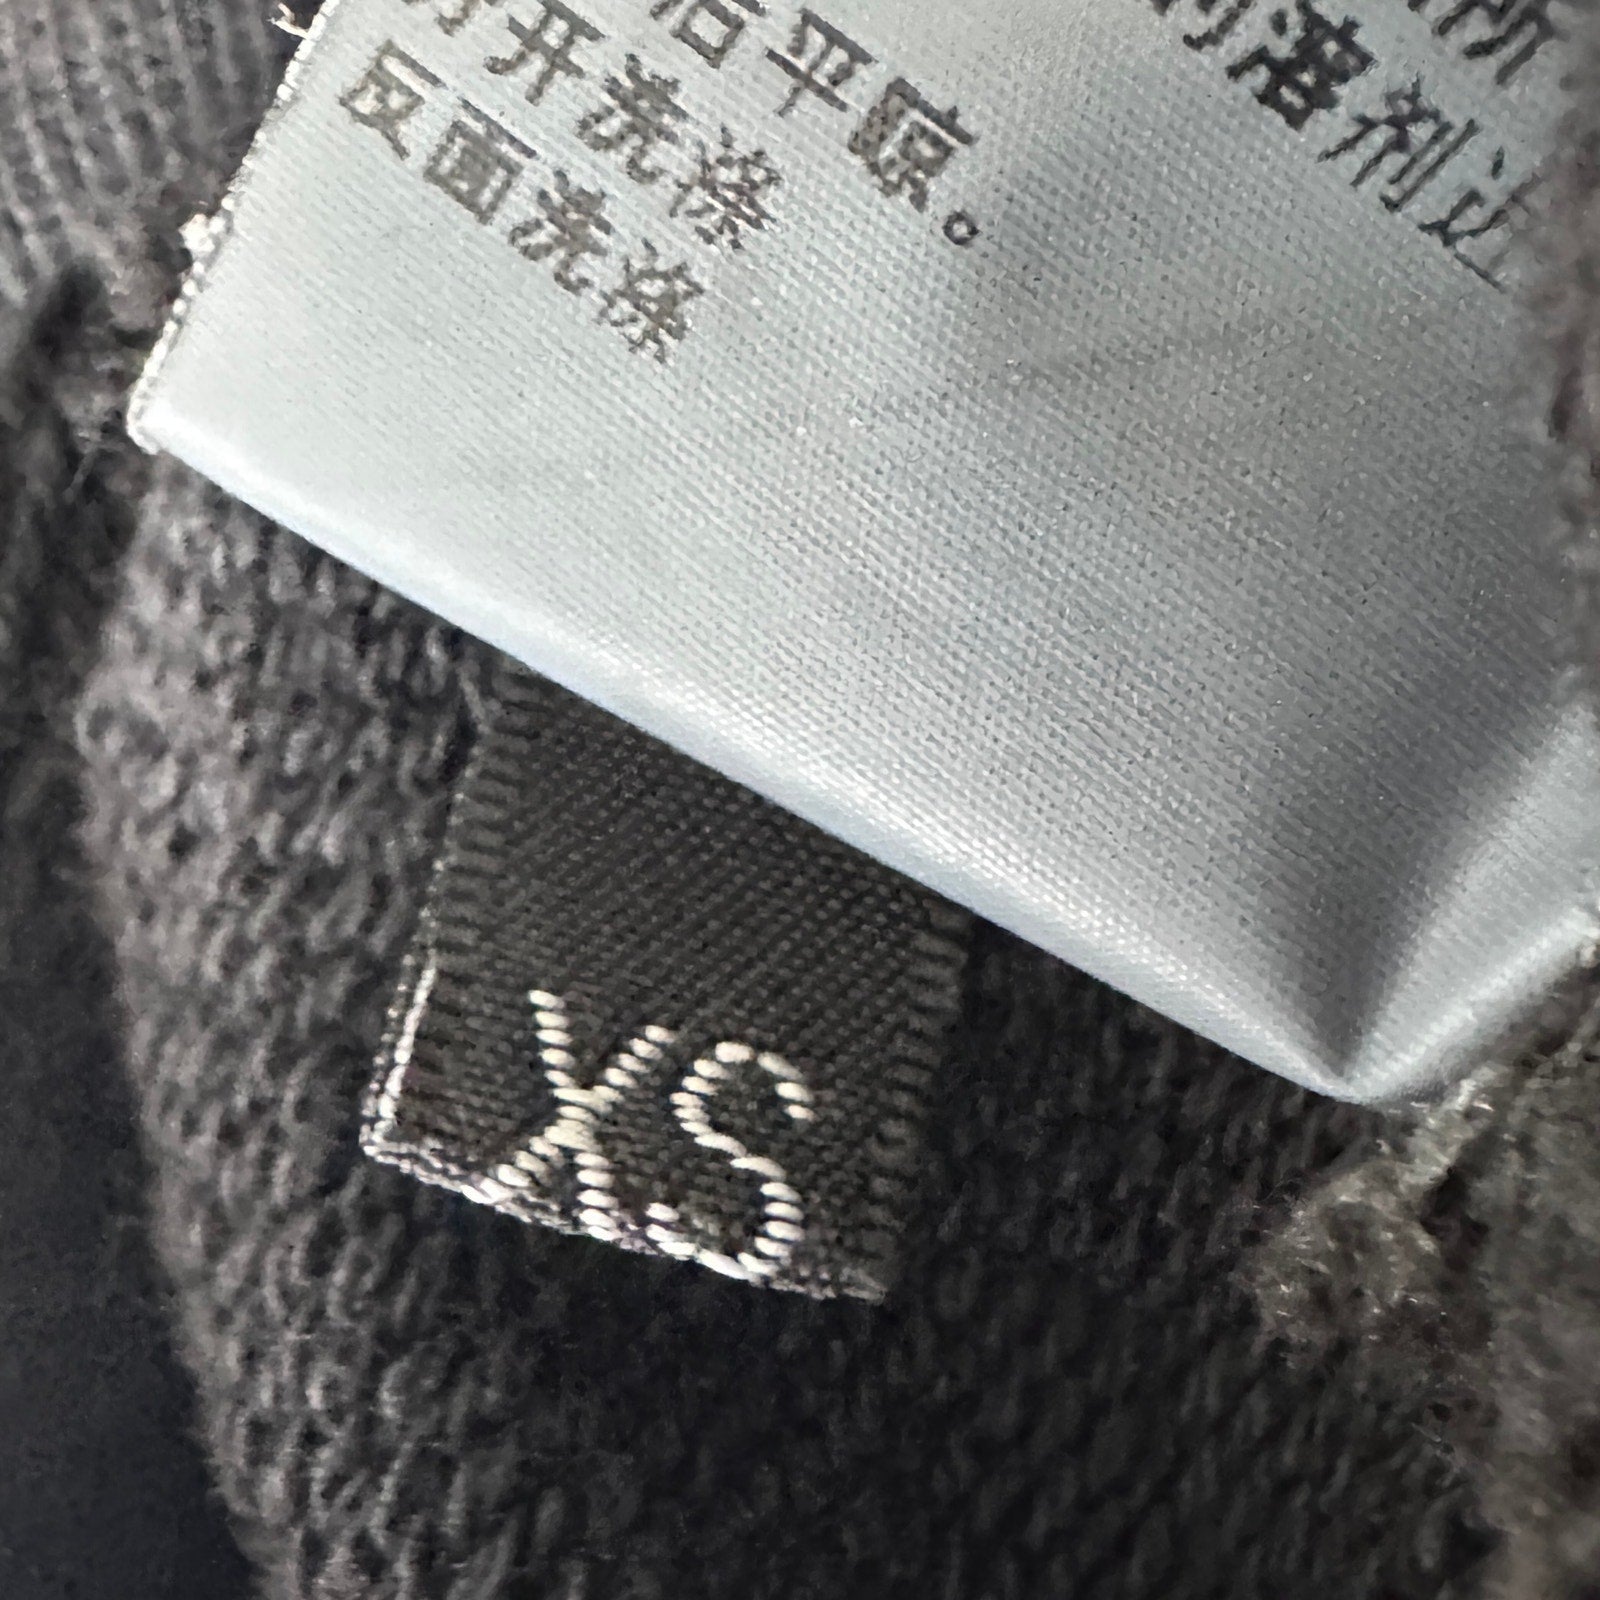 溶剂
后平晾。
开洗涤
反面洗涤
XS